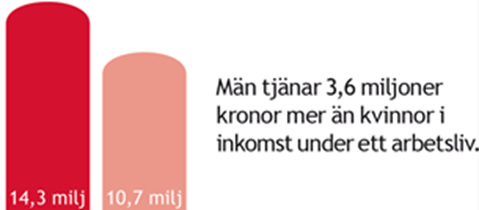 Män tjänar 3,6 miljoner
kronor mer än kvinnor i
inkomst under ett arbetsliv.
14,3 milj
10,7 milj